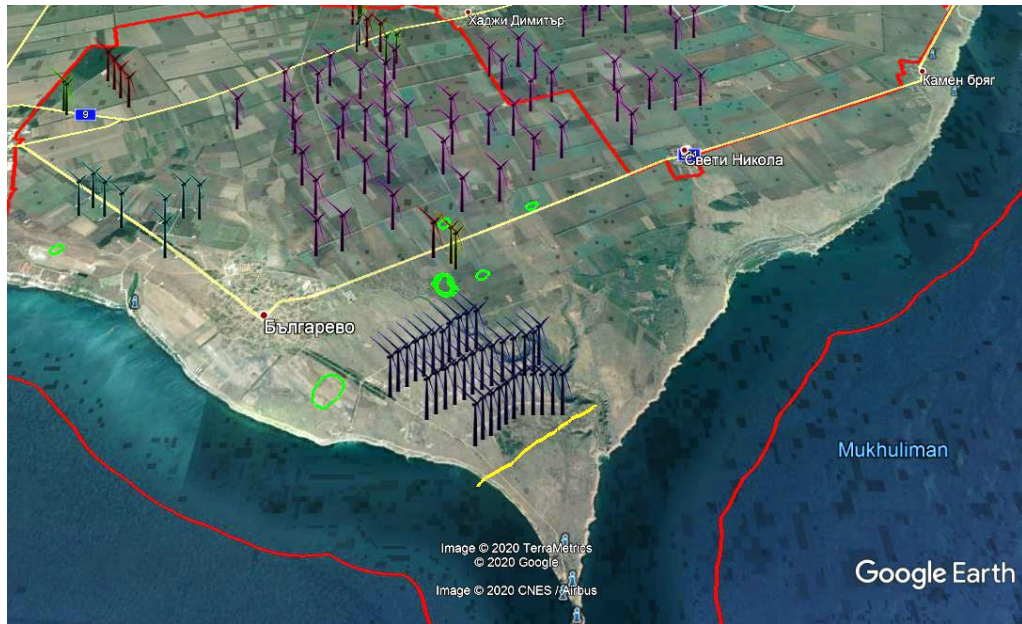 Хаджи Димитър
Камен бряг
9
Свети Никола
Българево
Mukhuliman
Image © 2020 TerraMetrics
© 2020 Google
Image © 2020 CNES / Airbus
Google Earth